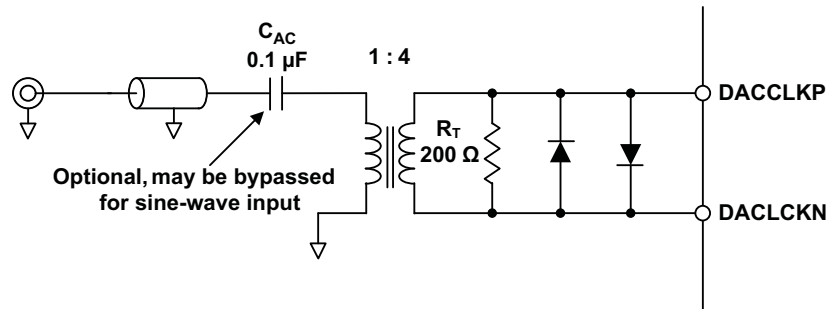 C_AC
0.1 µF
1 : 4
R_T
200 Ω
DACCLKP
Optional, may be bypassed
for sine-wave input
DACLCKN